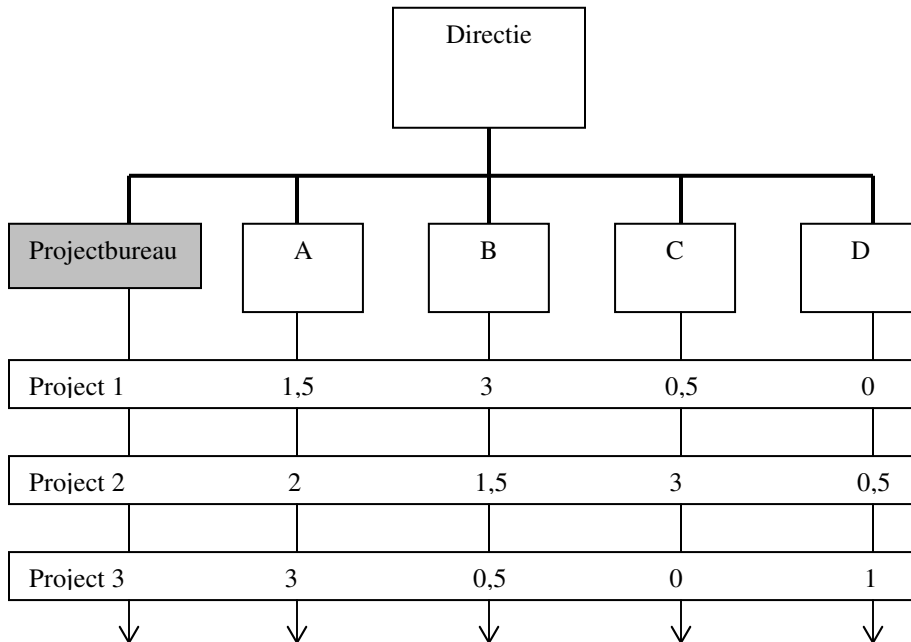 Directie
Projectbureau A B C D
Project 1 1,5 3 0,5 0
Project 2 2 1,5 3 0,5
Project 3 3 0,5 0 1